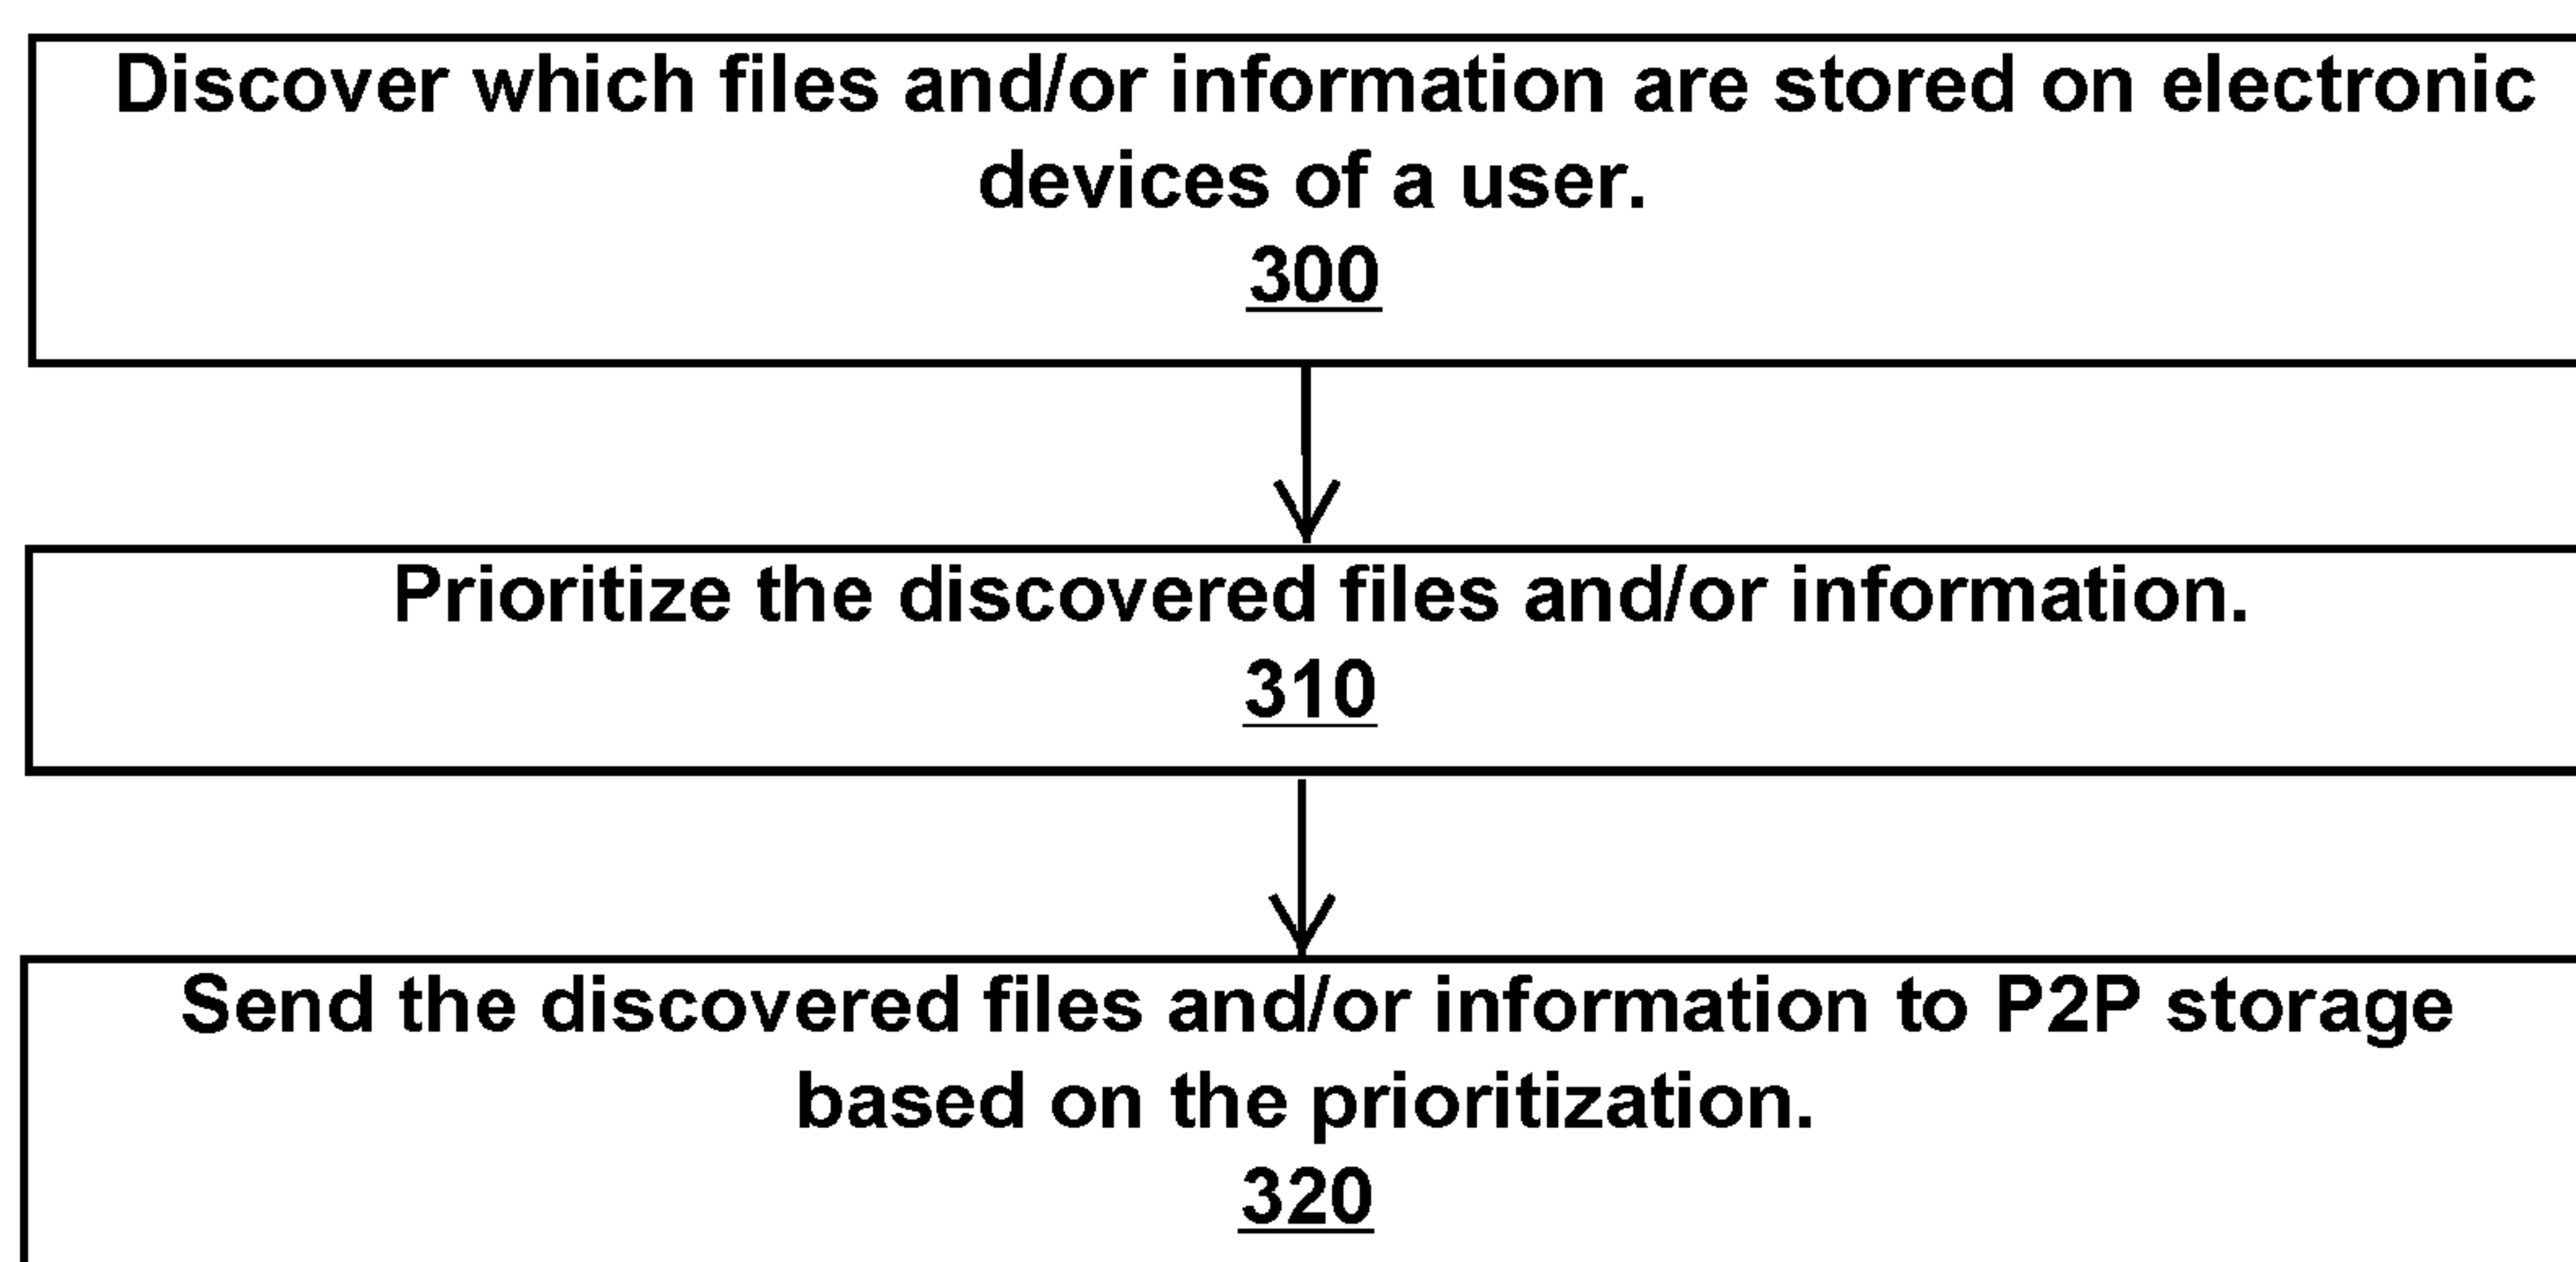 Discover which files and/or information are stored on electronic
devices of a user.
300
Prioritize the discovered files and/or information.
310
Send the discovered files and/or information to P2P storage
based on the prioritization.
320